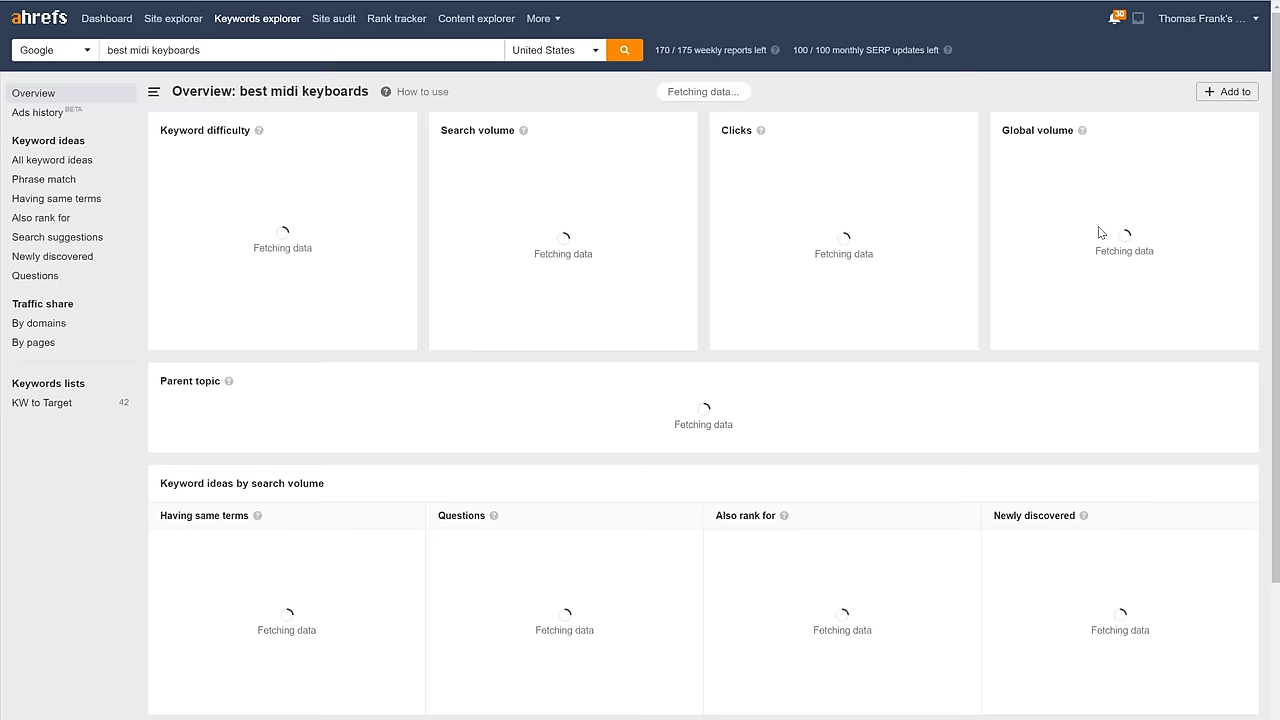 ahrefs Dashboard Site explorer Keywords explorer Site audit Rank tracker Content explorer More 30 Thomas Frank's ...
Google best midi keyboards United States 170 / 175 weekly reports left ? 100 / 100 monthly SERP updates left ?
Overview
Ads history BETA
Keyword ideas
All keyword ideas
Phrase match
Having same terms
Also rank for
Search suggestions
Newly discovered
Questions
Traffic share
By domains
By pages
Keywords lists
KW to Target 42
Overview: best midi keyboards ? How to use Fetching data... + Add to
Keyword difficulty ? Search volume ? Clicks ? Global volume ?
Fetching data Fetching data Fetching data Fetching data
Parent topic ?
Fetching data
Keyword ideas by search volume
Having same terms ? Questions ? Also rank for ? Newly discovered ?
Fetching data Fetching data Fetching data Fetching data